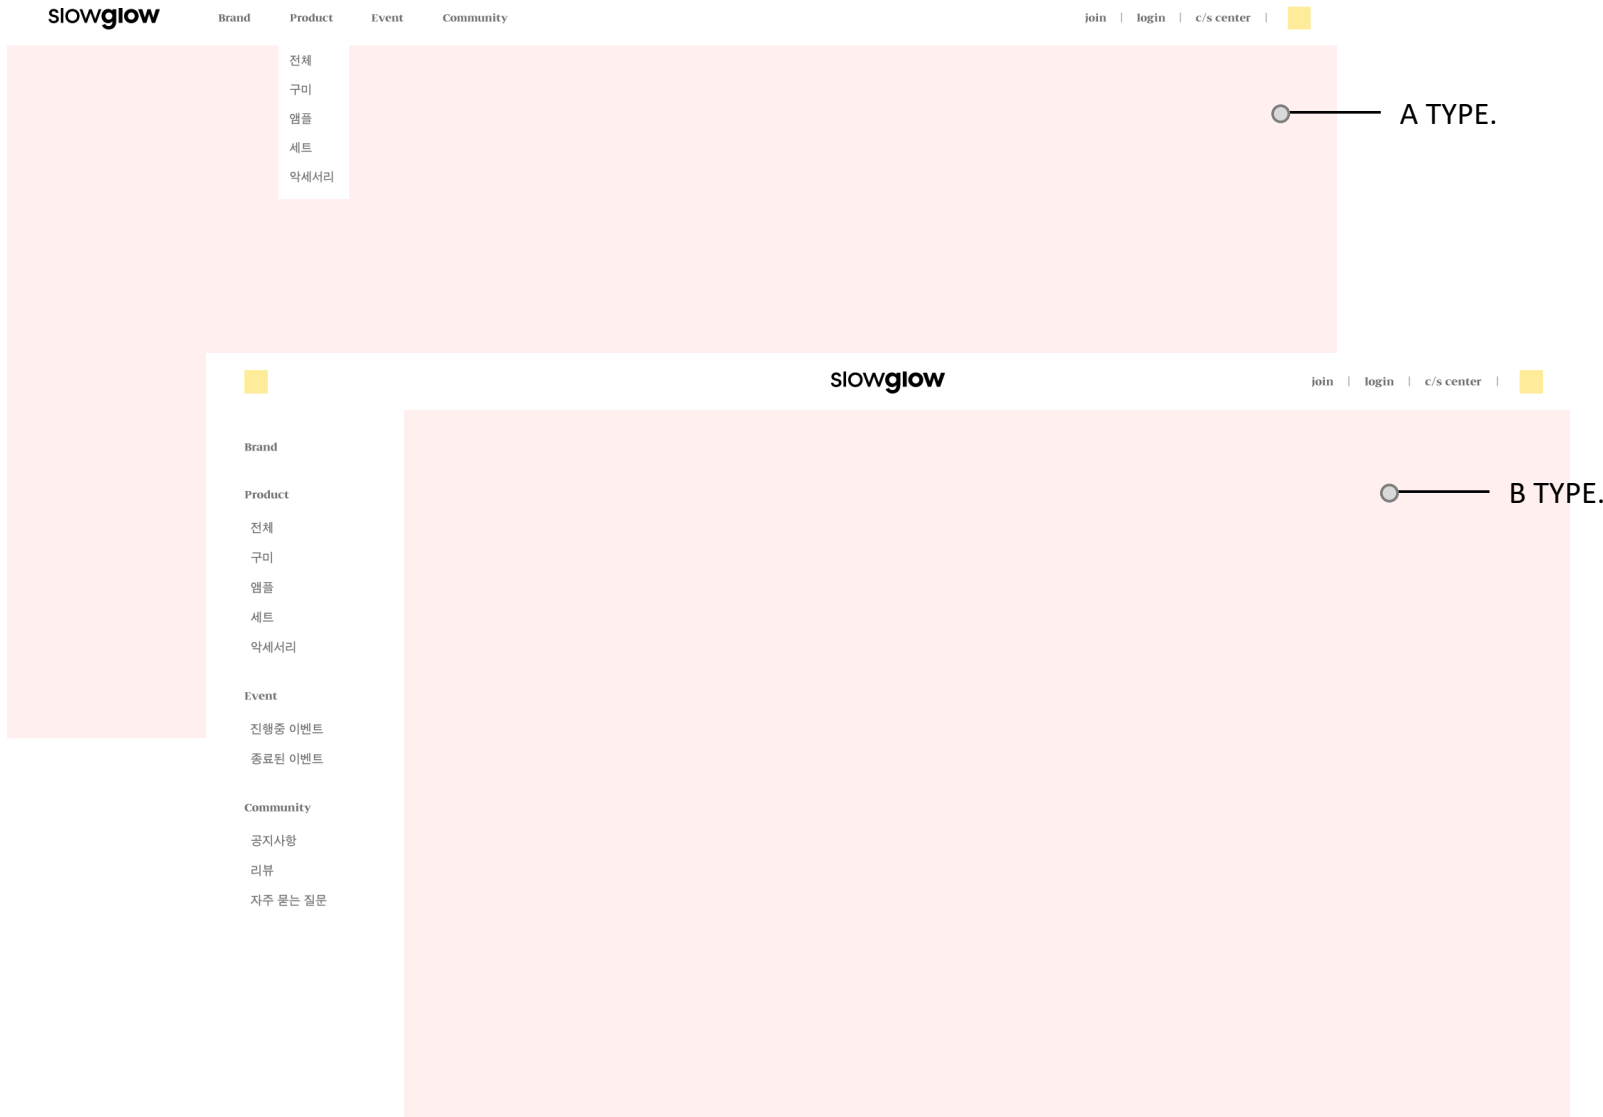 slowglow Brand Product Event Community join | login | c/s center |
전체
구미
앰플
세트
악세서리
A TYPE.
slowglow join | login | c/s center |
Brand
Product
전체
구미
앰플
세트
악세서리
B TYPE.
Event
진행중 이벤트
종료된 이벤트
Community
공지사항
리뷰
자주 묻는 질문